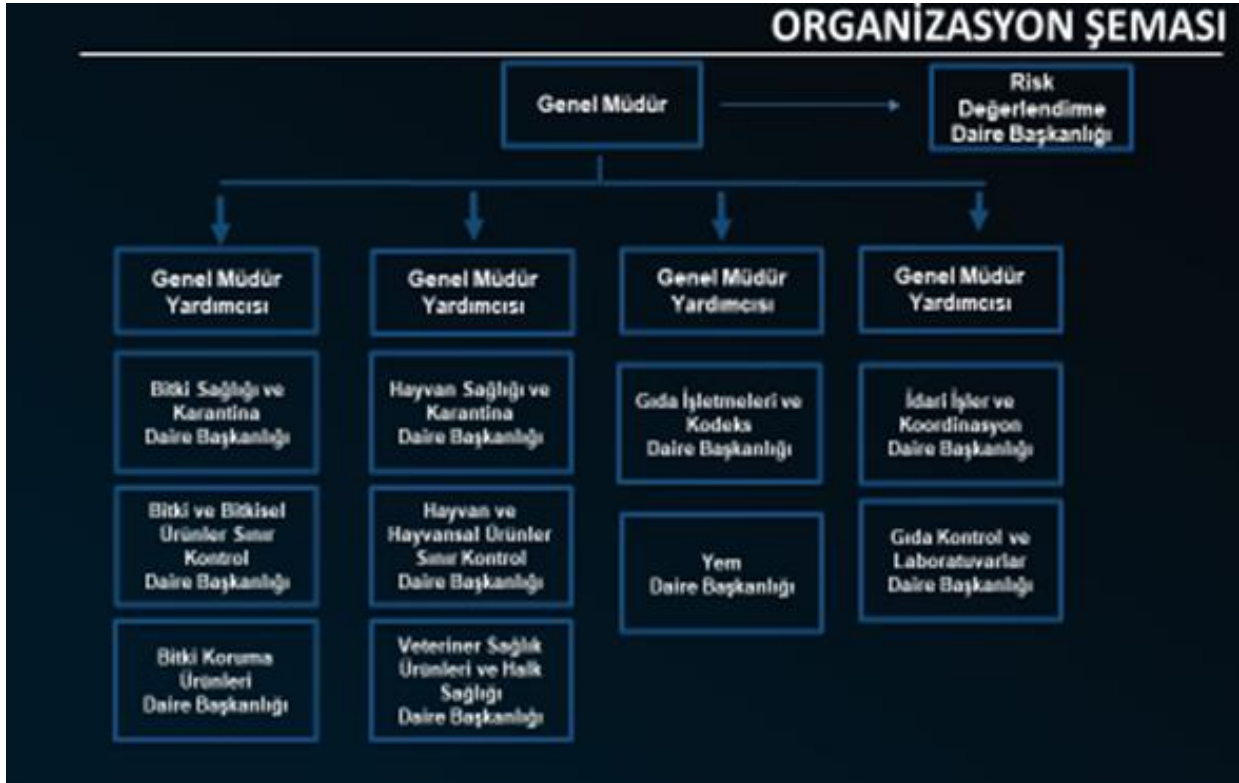 ORGANİZASYON ŞEMASI
Genel Müdür
Risk
Değerlendirme
Daire Başkanlığı
Genel Müdür
Yardımcısı
Genel Müdür
Yardımcısı
Genel Müdür
Yardımcısı
Genel Müdür
Yardımcısı
Bitki Sağlığı ve
Karantina
Daire Başkanlığı
Hayvan Sağlığı ve
Karantina
Daire Başkanlığı
Gıda İşletmeleri ve
Kodeks
Daire Başkanlığı
İdari İşler ve
Koordinasyon
Daire Başkanlığı
Bitki ve Bitkisel
Ürünler Sınır
Kontrol
Daire Başkanlığı
Hayvan ve
Hayvansal Ürünler
Sınır Kontrol
Daire Başkanlığı
Yem
Daire Başkanlığı
Gıda Kontrol ve
Laboratuvarlar
Daire Başkanlığı
Bitki Koruma
Ürünleri
Daire Başkanlığı
Veteriner Sağlık
Ürünleri ve Halk
Sağlığı
Daire Başkanlığı